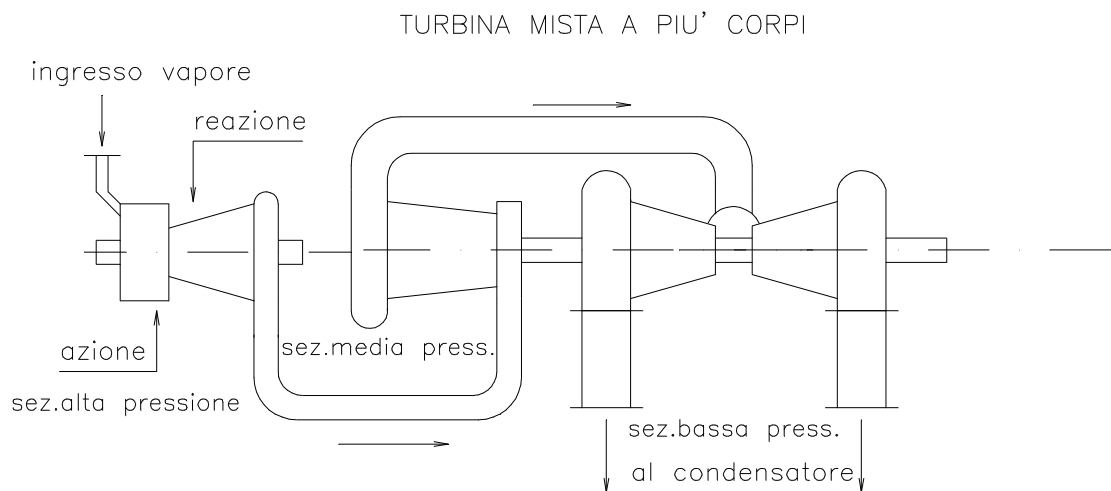 TURBINA MISTA A PIU' CORPI
ingresso vapore
reazione
azione
sez.media press.
sez.alta pressione
sez.bassa press.
al condensatore